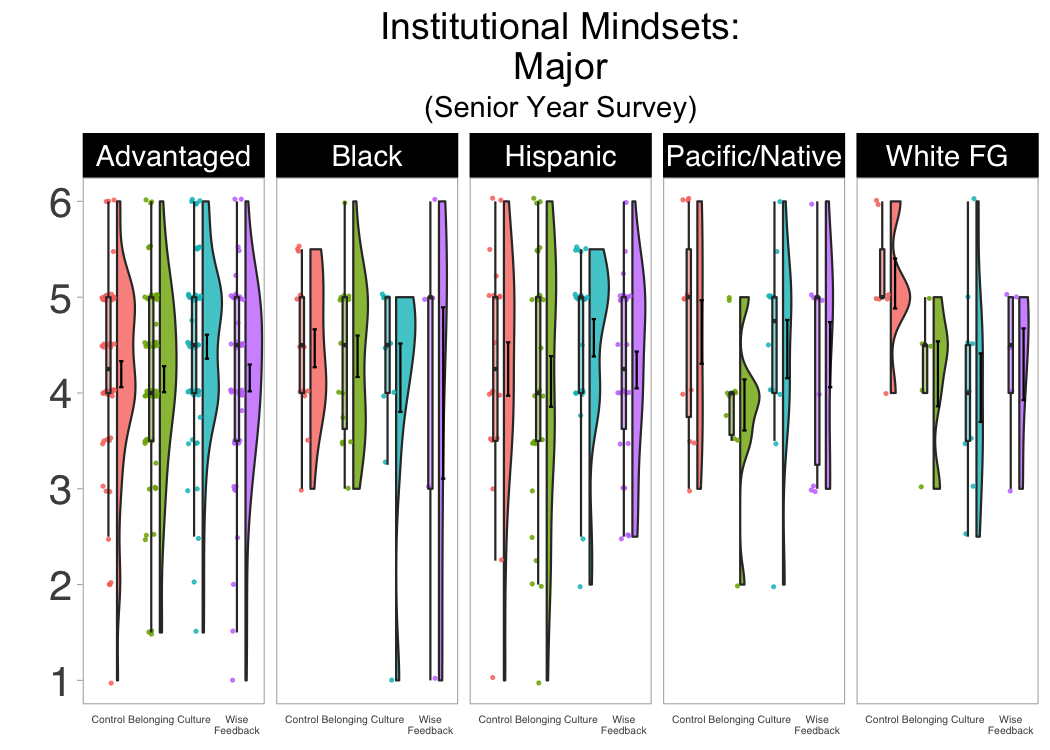 Institutional Mindsets:
Major
(Senior Year Survey)
Advantaged Black Hispanic Pacific/Native White FG
6
5
4
3
2
1
Control Belonging Culture Wise Feedback Control Belonging Culture Wise Feedback Control Belonging Culture Wise Feedback Control Belonging Culture Wise Feedback Control Belonging Culture Wise Feedback